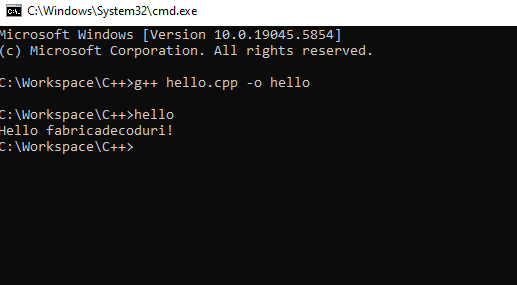 C:\Windows\System32\cmd.exe
Microsoft Windows [Version 10.0.19045.5854]
(c) Microsoft Corporation. All rights reserved.
C:\Workspace\C++>g++ hello.cpp -o hello
C:\Workspace\C++>hello
Hello fabricadecoduri!
C:\Workspace\C++>